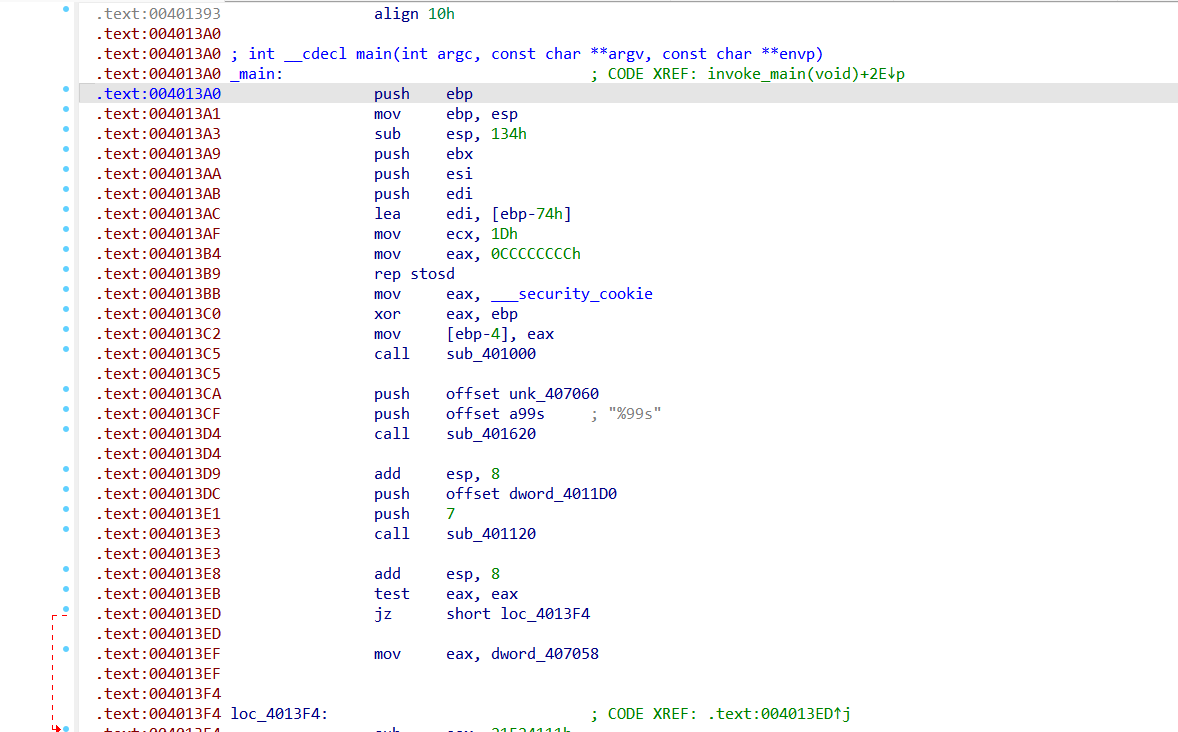 .text:00401393 align 10h
.text:004013A0
.text:004013A0 ; int __cdecl main(int argc, const char **argv, const char **envp)
.text:004013A0 _main: ; CODE XREF: invoke_main(void)+2E↓p
.text:004013A0 push ebp
.text:004013A1 mov ebp, esp
.text:004013A3 sub esp, 134h
.text:004013A9 push ebx
.text:004013AA push esi
.text:004013AB push edi
.text:004013AC lea edi, [ebp-74h]
.text:004013AF mov ecx, 1Dh
.text:004013B4 mov eax, 0CCCCCCCCh
.text:004013B9 rep stosd
.text:004013BB mov eax, ___security_cookie
.text:004013C0 xor eax, ebp
.text:004013C2 mov [ebp-4], eax
.text:004013C5 call sub_401000
.text:004013C5
.text:004013CA push offset unk_407060
.text:004013CF push offset a99s ; "%99s"
.text:004013D4 call sub_401620
.text:004013D4
.text:004013D9 add esp, 8
.text:004013DC push offset dword_4011D0
.text:004013E1 push 7
.text:004013E3 call sub_401120
.text:004013E3
.text:004013E8 add esp, 8
.text:004013EB test eax, eax
.text:004013ED jz short loc_4013F4
.text:004013ED
.text:004013EF mov eax, dword_407058
.text:004013EF
.text:004013F4
.text:004013F4 loc_4013F4: ; CODE XREF: .text:004013ED↑j